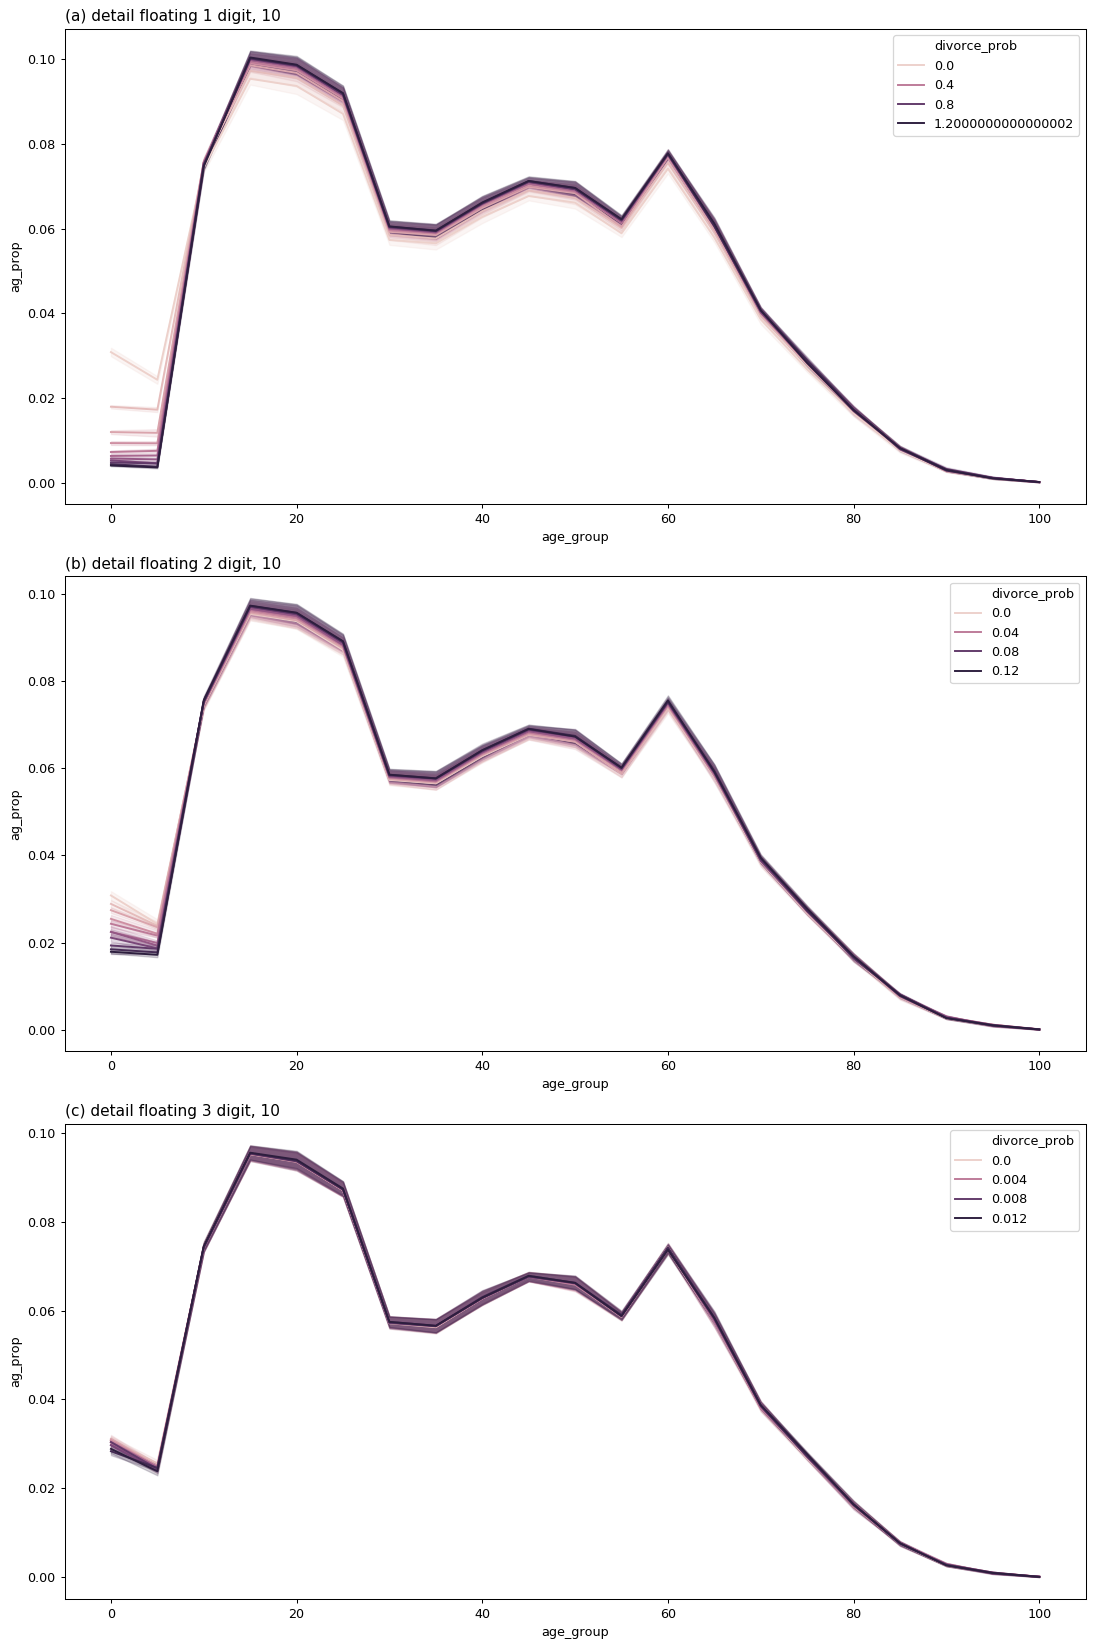 (a) detail floating 1 digit, 10
divorce_prob
0.0
0.4
0.8
1.2000000000000002
0.10
0.08
0.06
0.04
0.02
0.00
ag_prop
0 20 40 60 80 100
age_group
(b) detail floating 2 digit, 10
divorce_prob
0.0
0.04
0.08
0.12
0.10
0.08
0.06
0.04
0.02
0.00
ag_prop
0 20 40 60 80 100
age_group
(c) detail floating 3 digit, 10
divorce_prob
0.0
0.004
0.008
0.012
0.10
0.08
0.06
0.04
0.02
0.00
ag_prop
0 20 40 60 80 100
age_group